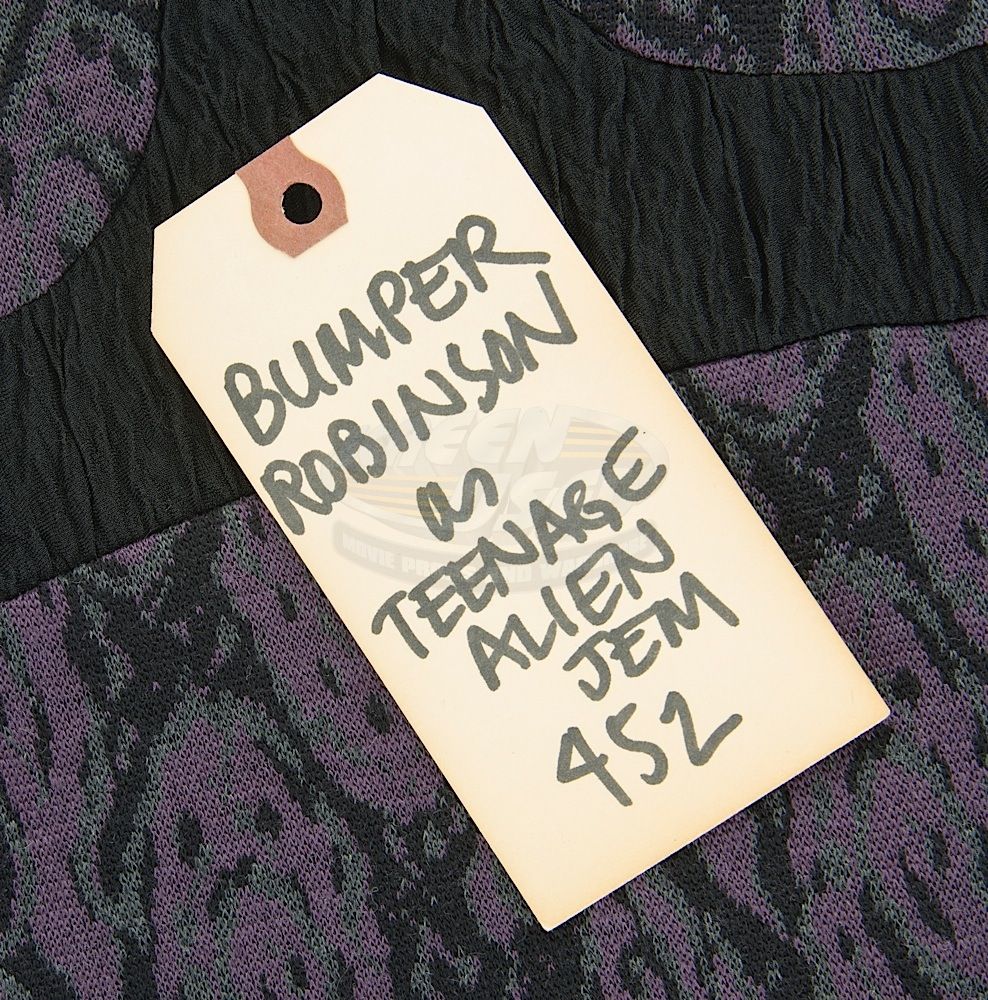 BUMPER
ROBINSON
as
TEENAGE
ALIEN
JEM
452